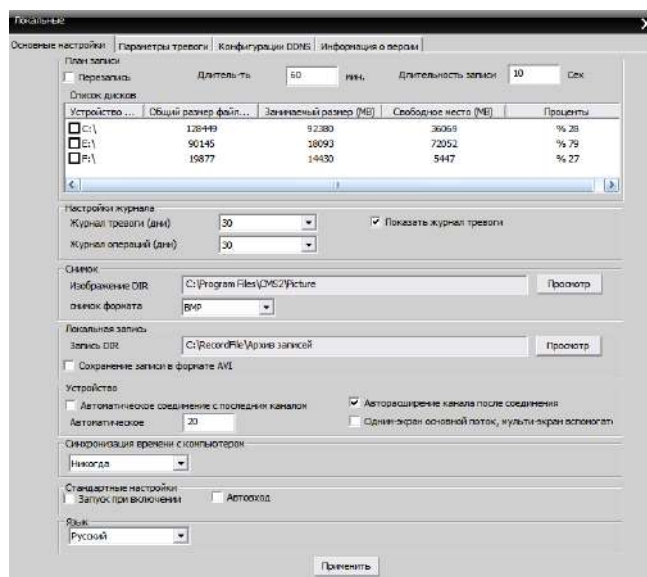 Локальные
Основные настройки Параметры тревоги Конфигурации DDNS Информация о версии
План записи
Перезапись Длитель-ть 60 мин. Длительность записи 10 Сек
Список дисков
Устройство ... Общий размер файл... Занимаемый размер (MB) Свободное место (MB) Проценты
C:\ 128449 92380 36069 % 28
E:\ 90145 18093 72052 % 79
F:\ 19877 14430 5447 % 27
Настройки журнала
Журнал тревоги (дни) 30 Показать журнал тревоги
Журнал операций (дни) 30
Снимок
Изображение DIR C:\Program Files\CMS2\Picture Просмотр
снимок формата BMP
Локальная запись
Запись DIR C:\RecordFile\Архив записей Просмотр
Сохранение записи в формате AVI
Устройство
Автоматическое соединение с последним каналом Авторасширение канала после соединения
Автоматическое 20 Один-экран основной поток, мульти-экран вспомогат
Синхронизация времени с компьютером
Никогда
Стандартные настройки
Запуск при включении Автовход
Язык
Русский
Применить